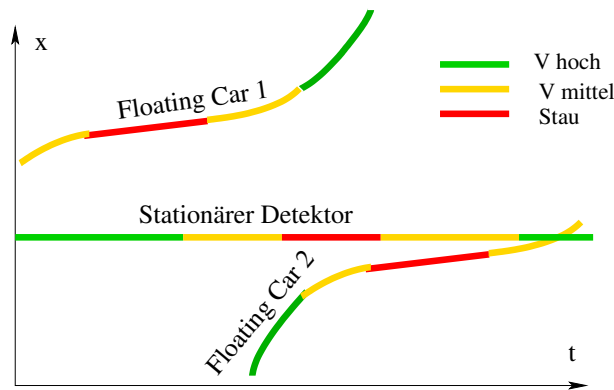 x
Floating Car 1
V hoch
V mittel
Stau
Stationärer Detektor
Floating Car 2
t